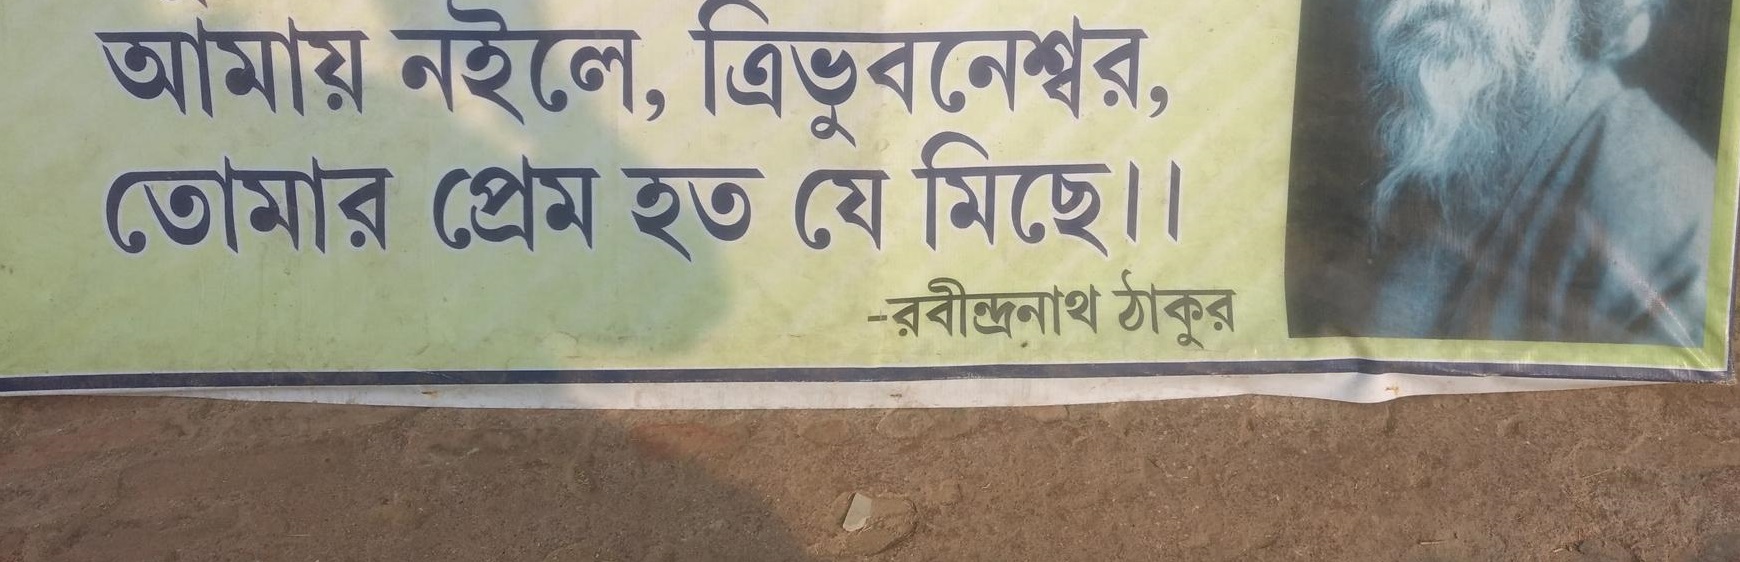 আমায় নইলে, ত্রিভুবনেশ্বর,
তোমার প্রেম হত যে মিছে।।
-রবীন্দ্রনাথ ঠাকুর